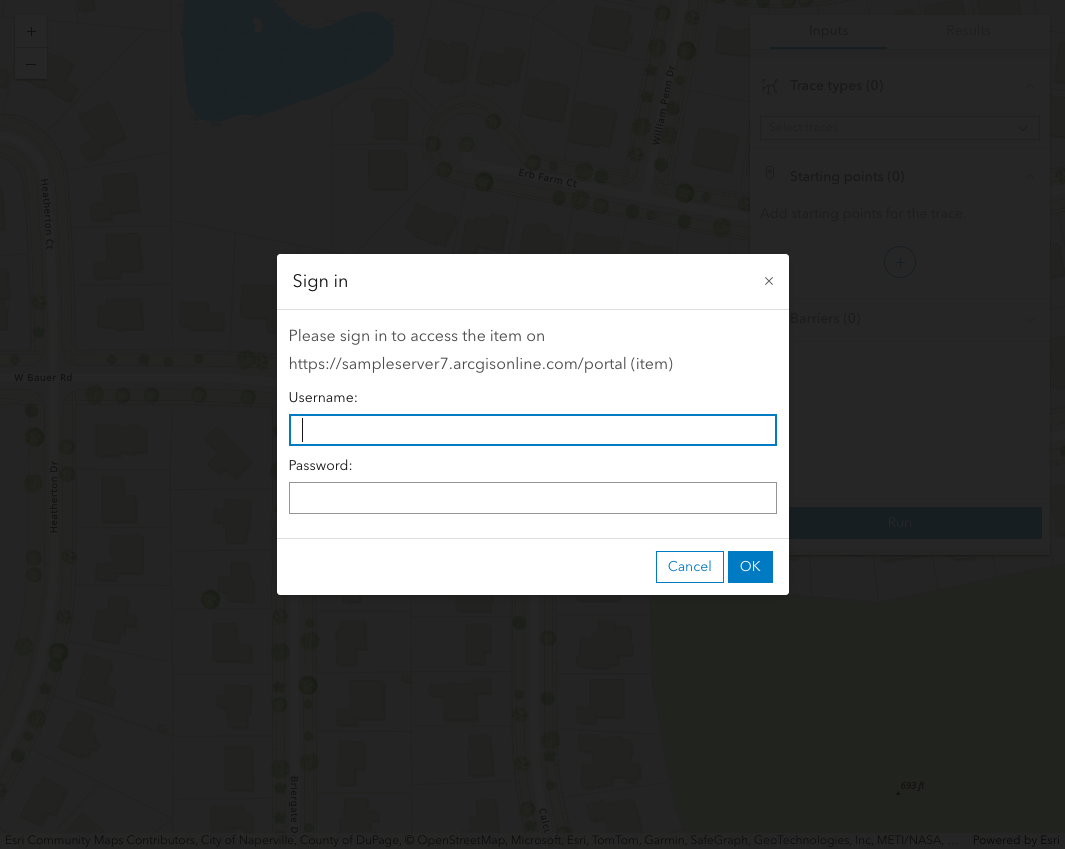 +
−
Inputs
Results
William Penn Dr
Trace types (0)
Erb Farm Ct
Starting points (0)
Heatherton Ct
Add starting points for the trace.
+
Sign in
×
Barriers (0)
Please sign in to access the item on
https://sampleserver7.arcgisonline.com/portal (item)
W Bauer Rd
Username:
Password:
Heatherton Dr
Run
Cancel
OK
693 ft
Briergate D
Esri Community Maps Contributors, City of Naperville, County of DuPage, © OpenStreetMap, Microsoft, Esri, TomTom, Garmin, SafeGraph, GeoTechnologies, Inc, METI/NASA, ...
Powered by Esri